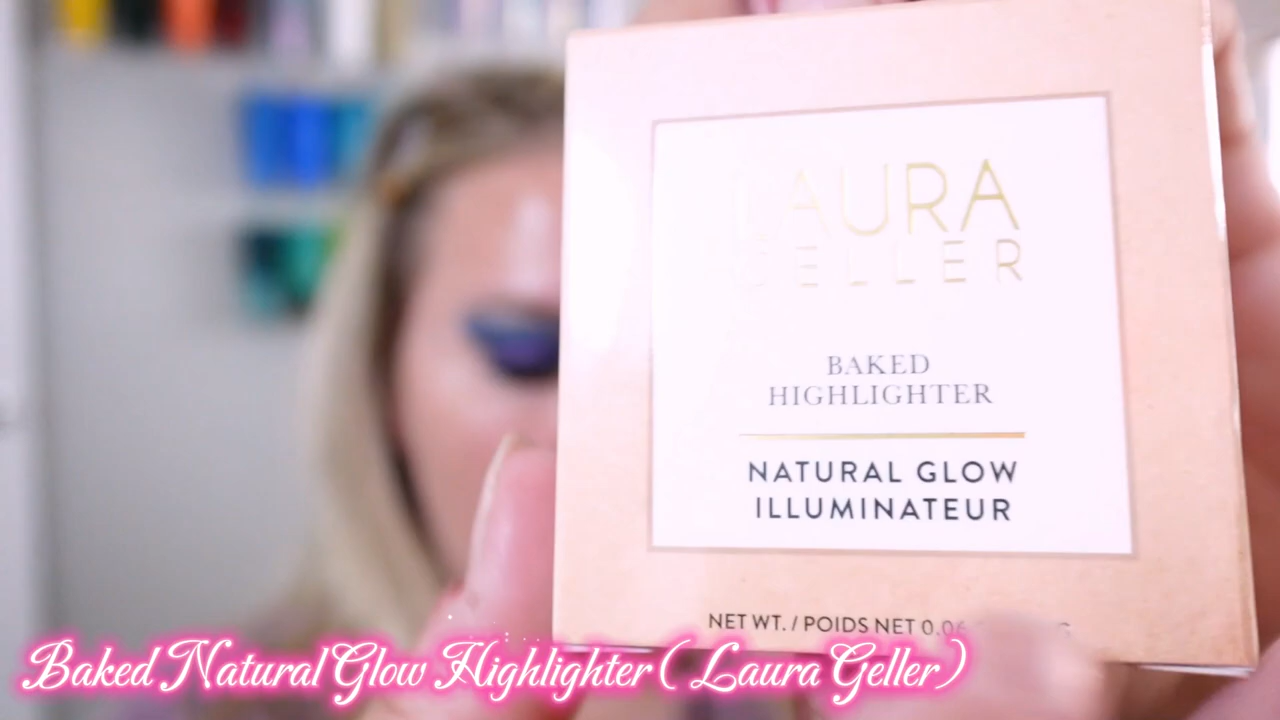 LAURA
GELLER
BAKED
HIGHLIGHTER
NATURAL GLOW
ILLUMINATEUR
NET WT. / POIDS NET
Baked Natural Glow Highlighter ( Laura Geller)